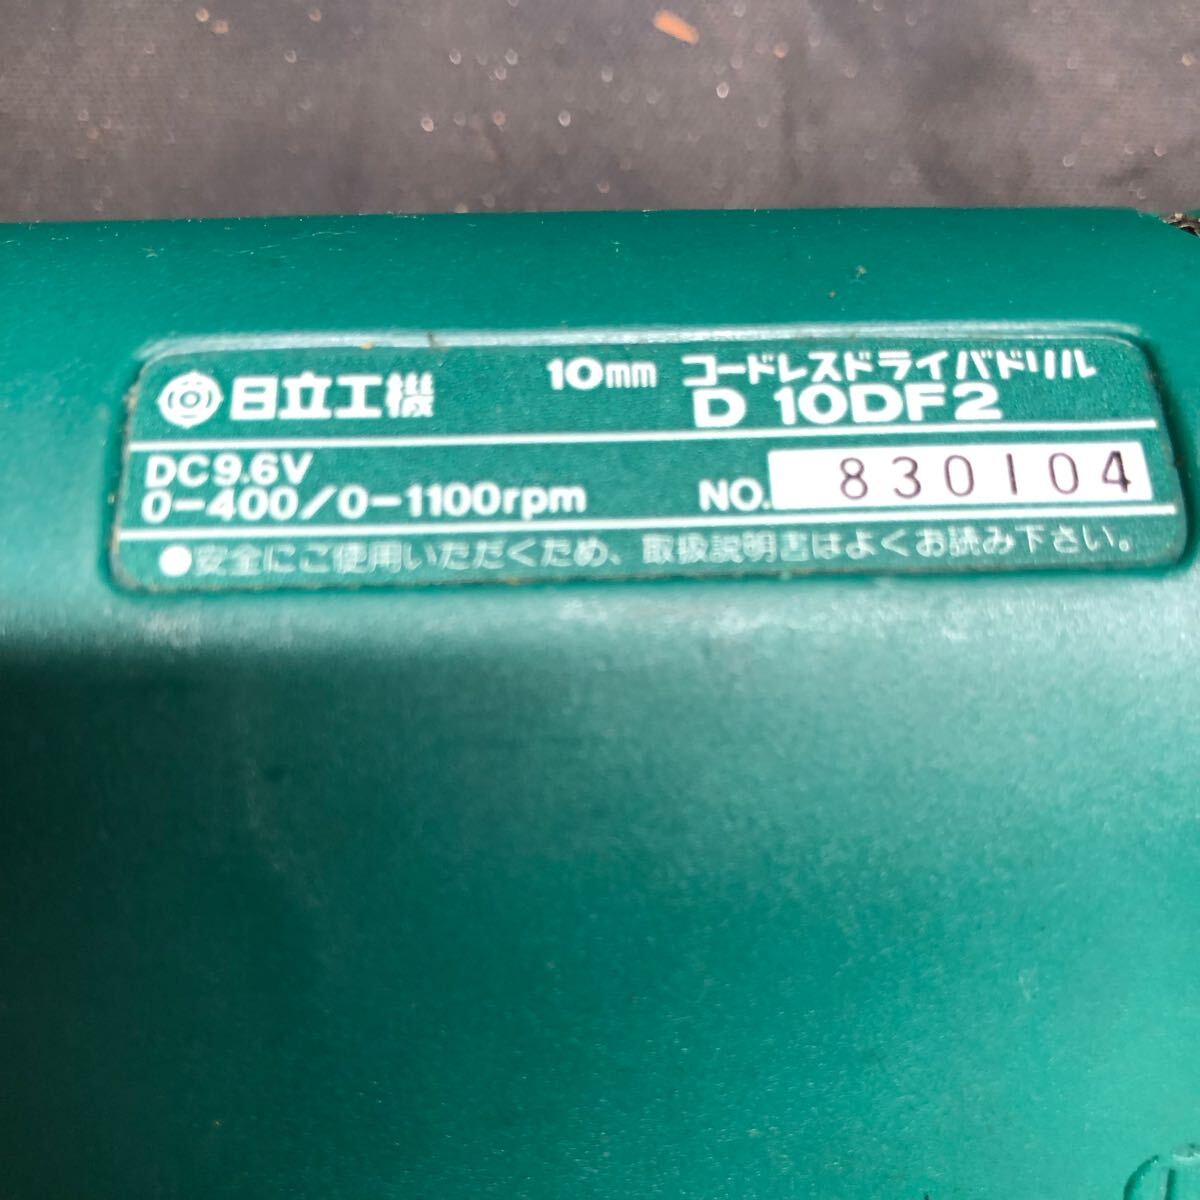 日立工機 10mm コードレスドライバドリル
D 10DF2
DC9.6V
0-400/0-1100rpm NO. 830104
●安全にご使用いただくため、取扱説明書はよくお読み下さい。